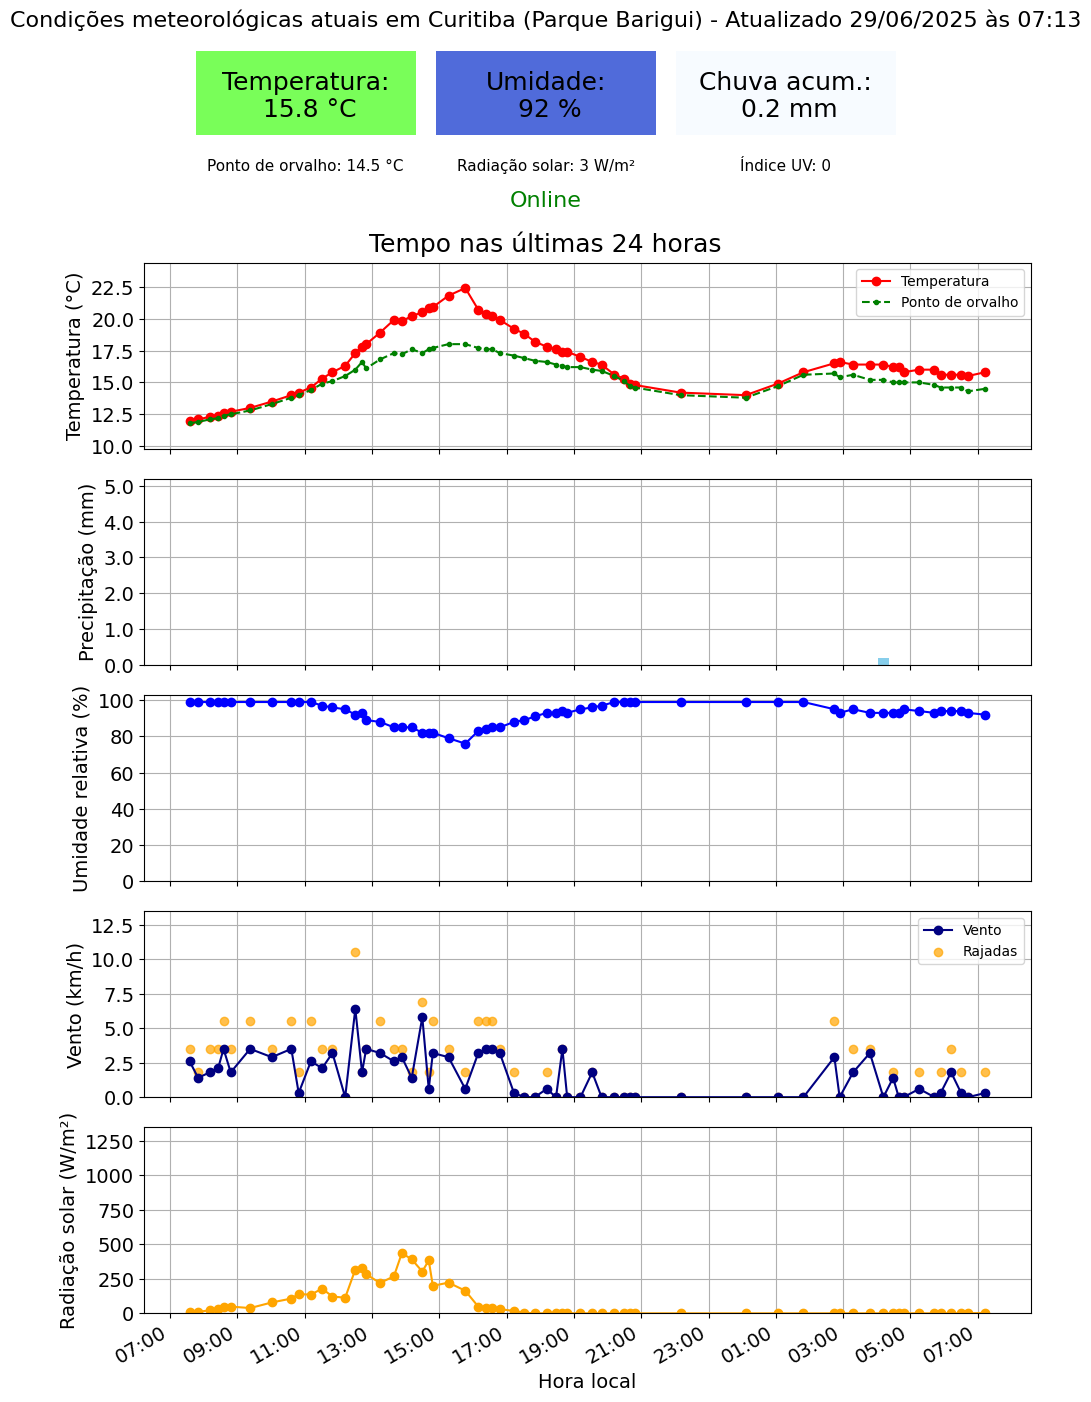 Condições meteorológicas atuais em Curitiba (Parque Barigui) - Atualizado 29/06/2025 às 07:13
Temperatura:
15.8 °C
Umidade:
92 %
Chuva acum.:
0.2 mm
Ponto de orvalho: 14.5 °C
Radiação solar: 3 W/m²
Índice UV: 0
Online
Tempo nas últimas 24 horas
Temperatura (°C)
22.5
20.0
17.5
15.0
12.5
10.0
Temperatura
Ponto de orvalho
Precipitação (mm)
5.0
4.0
3.0
2.0
1.0
0.0
Umidade relativa (%)
100
80
60
40
20
0
Vento (km/h)
12.5
10.0
7.5
5.0
2.5
0.0
Vento
Rajadas
Radiação solar (W/m²)
1250
1000
750
500
250
0
07:00
09:00
11:00
13:00
15:00
17:00
19:00
21:00
23:00
01:00
03:00
05:00
07:00
Hora local